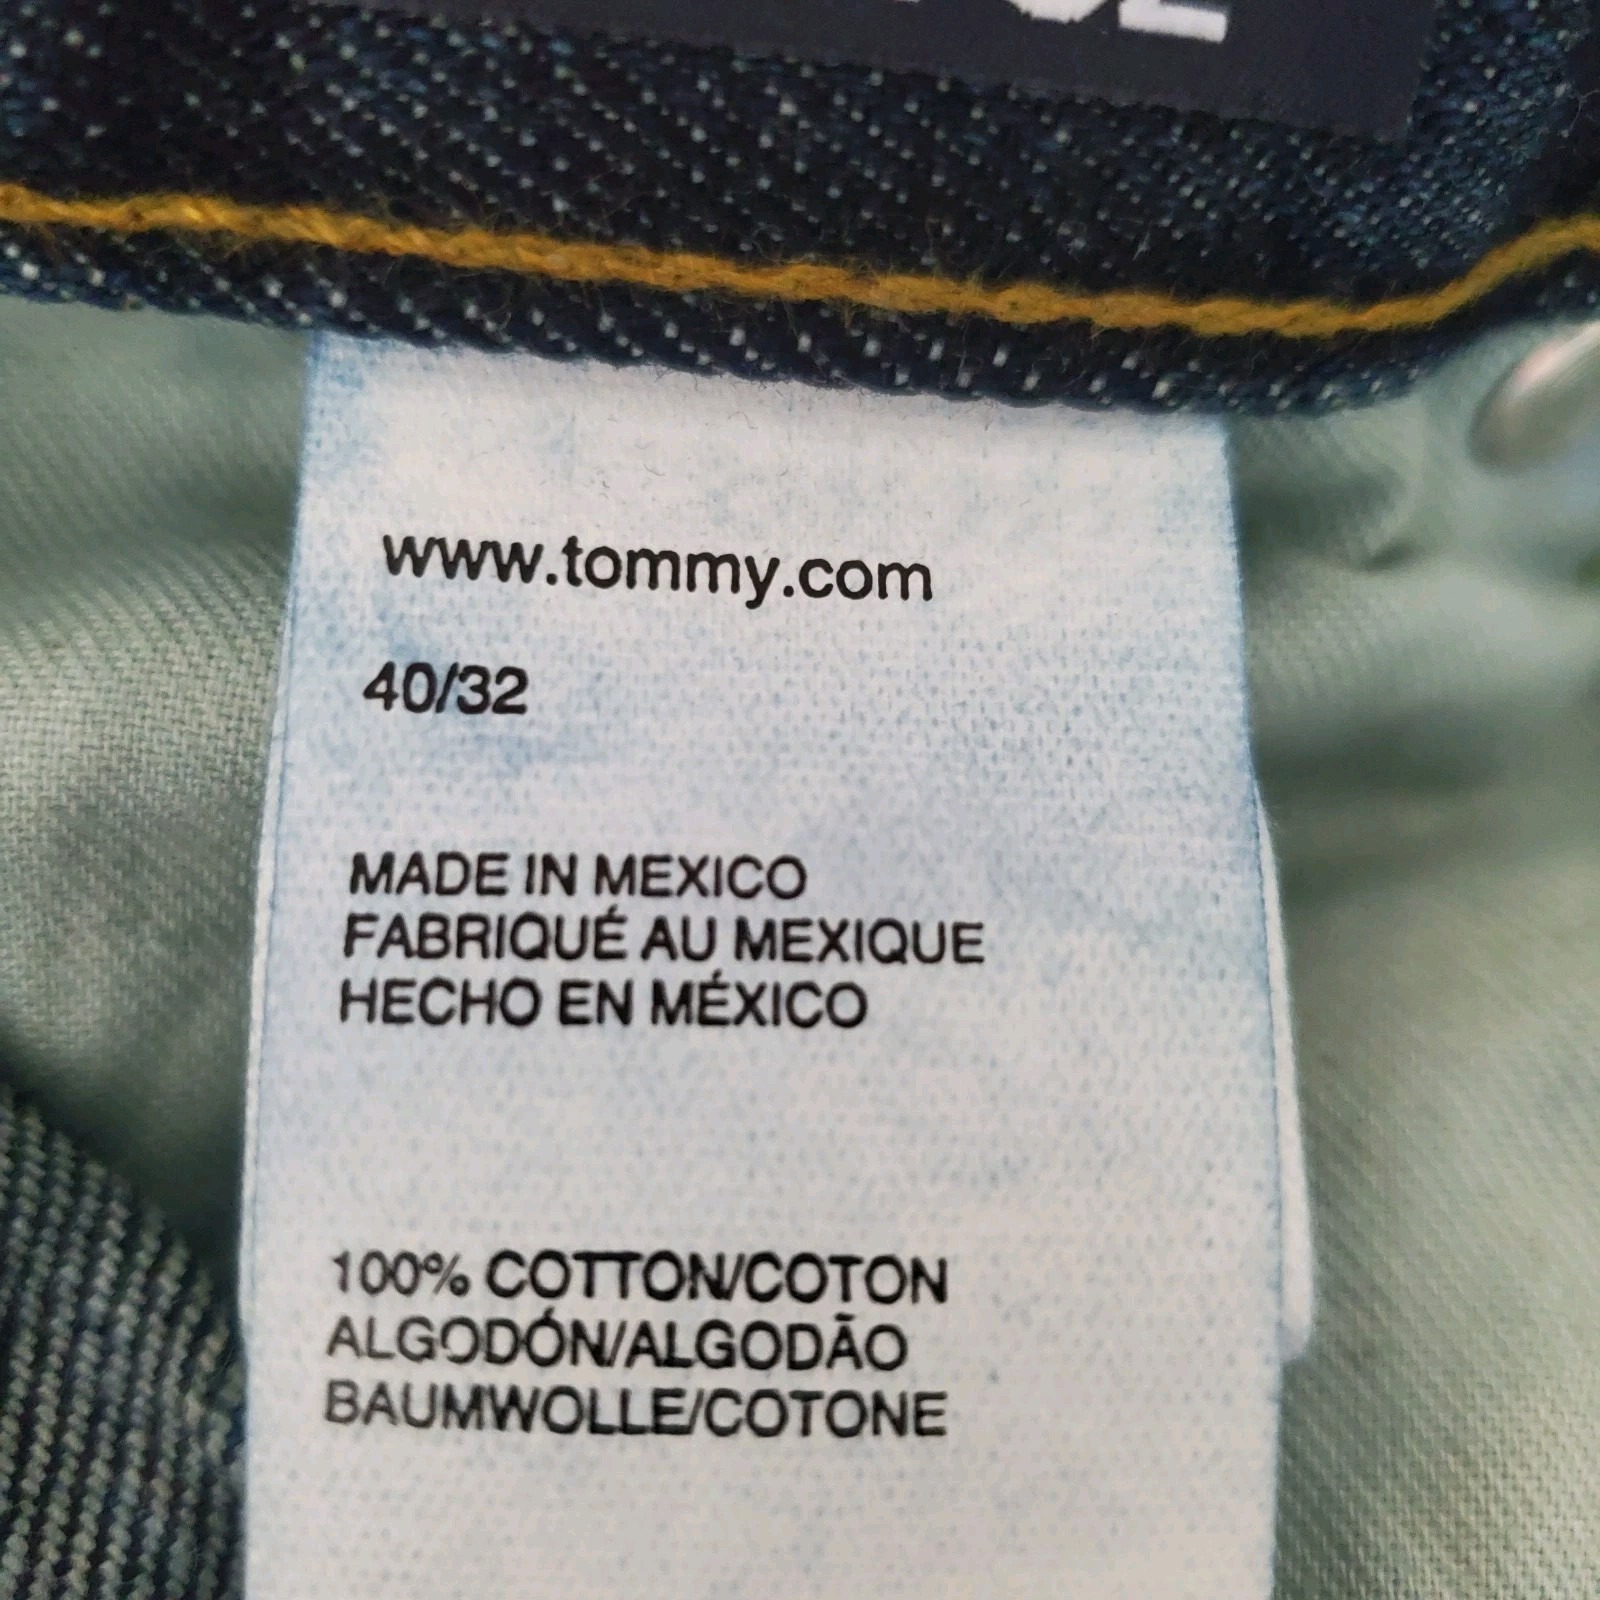 www.tommy.com
40/32
MADE IN MEXICO
FABRIQUÉ AU MEXIQUE
HECHO EN MÉXICO
100% COTTON/COTON
ALGODÓN/ALGODÃO
BAUMWOLLE/COTONE